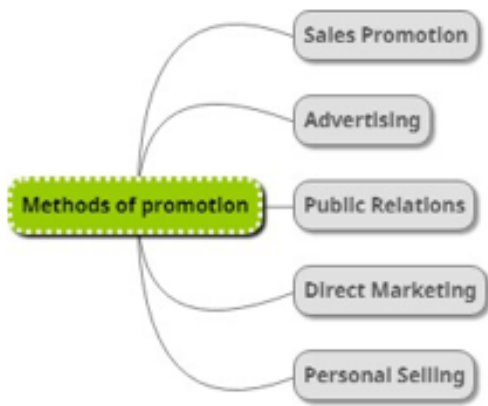 Sales Promotion
Advertising
Methods of promotion
Public Relations
Direct Marketing
Personal Selling